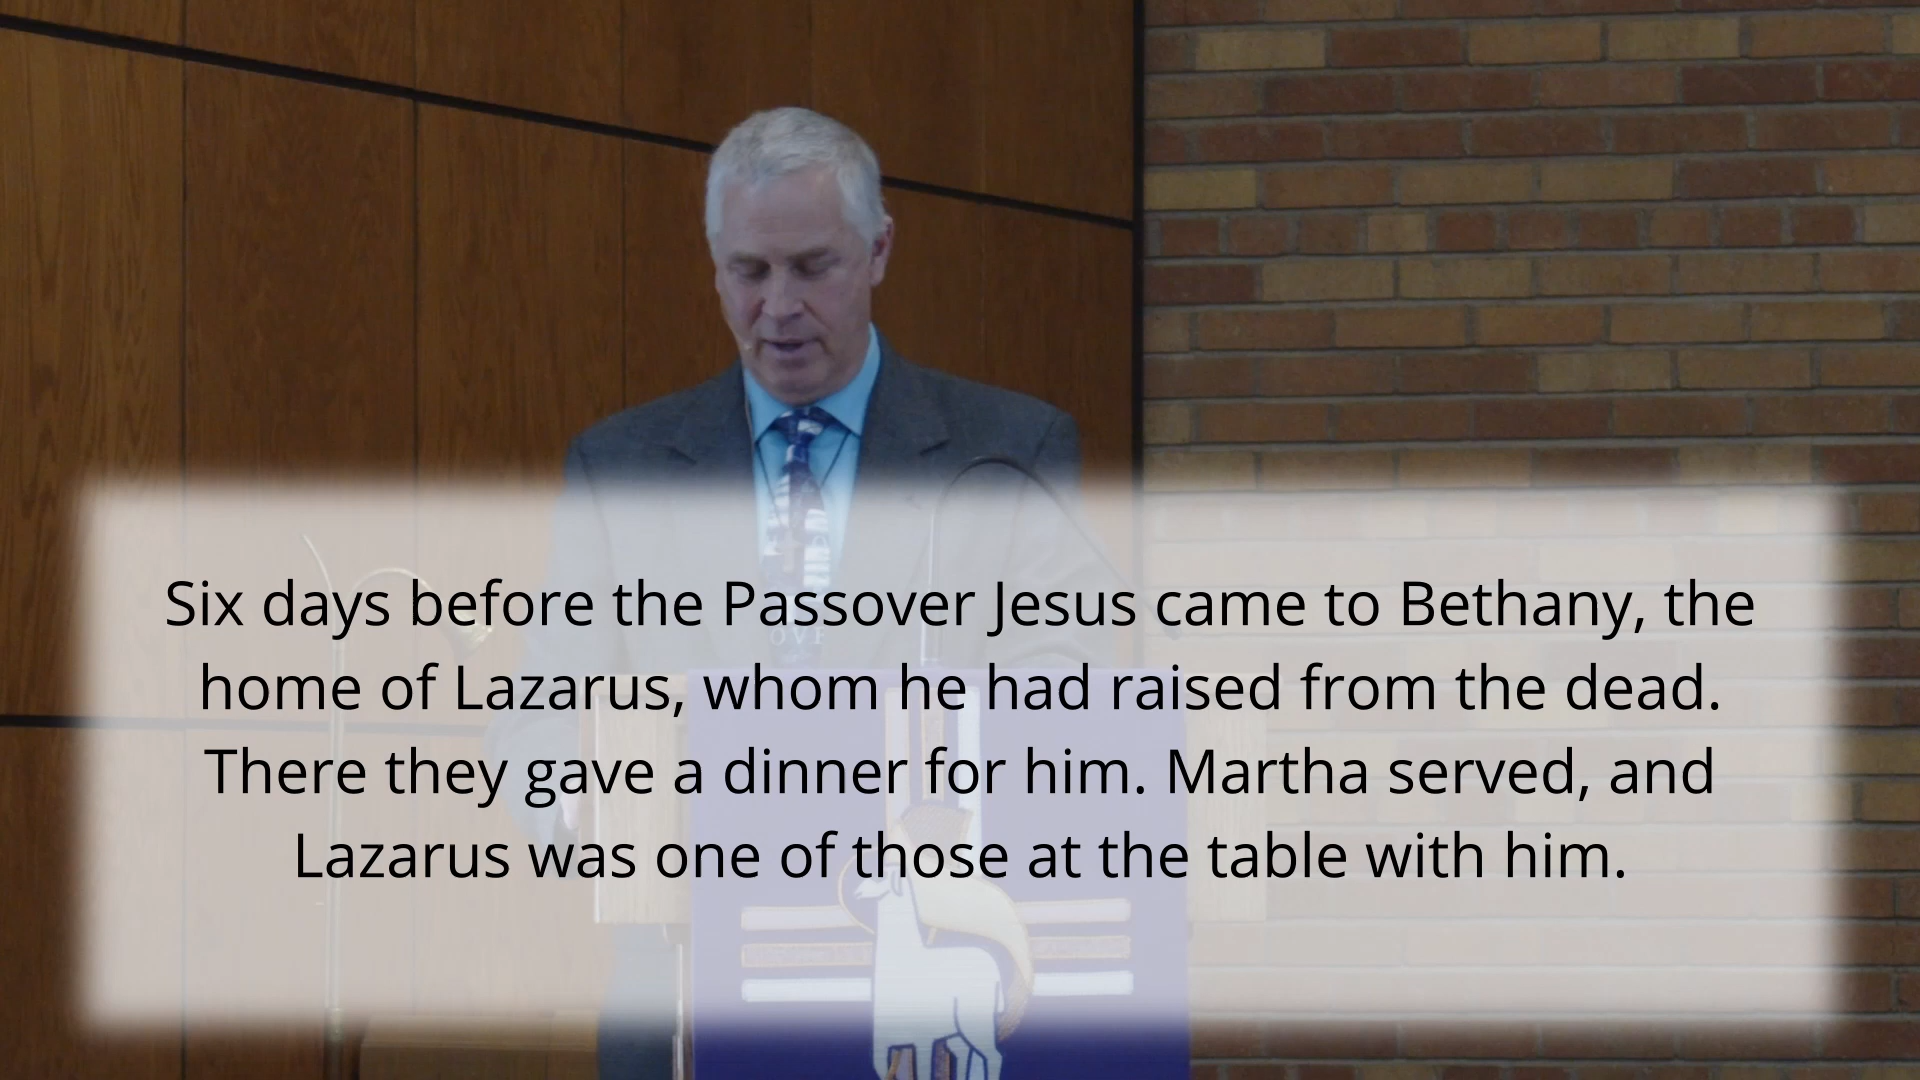 Six days before the Passover Jesus came to Bethany, the
home of Lazarus, whom he had raised from the dead.
There they gave a dinner for him. Martha served, and
Lazarus was one of those at the table with him.